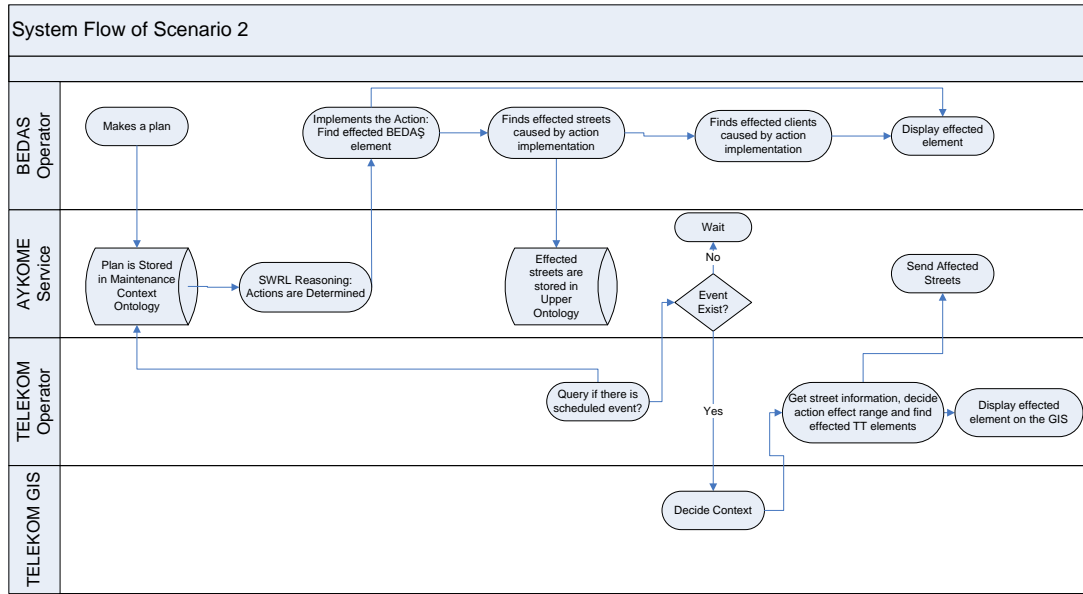 System Flow of Scenario 2
BEDAS
Operator
Makes a plan
Implements the Action:
Find effected BEDAŞ
element
Finds effected streets
caused by action
implementation
Finds effected clients
caused by action
implementation
Display effected
element
AYKOME
Service
Plan is Stored
in Maintenance
Context
Ontology
SWRL Reasoning:
Actions are Determined
Effected
streets are
stored in
Upper
Ontology
Wait
No
Event
Exist?
Yes
Send Affected
Streets
TELEKOM
Operator
Query if there is
scheduled event?
Get street information, decide
action effect range and find
effected TT elements
Display effected
element on the GIS
TELEKOM GIS
Decide Context